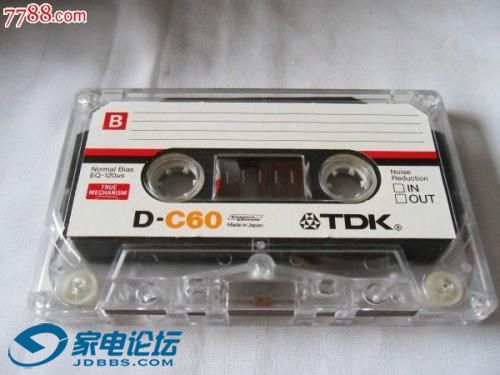 7788.com
B
Normal Bias
EQ-120μs
TRUE
MECHANISM
Noise
Reduction
IN
OUT
D-C60
Made in Japan
TDK®
家电论坛
JDBBS.COM